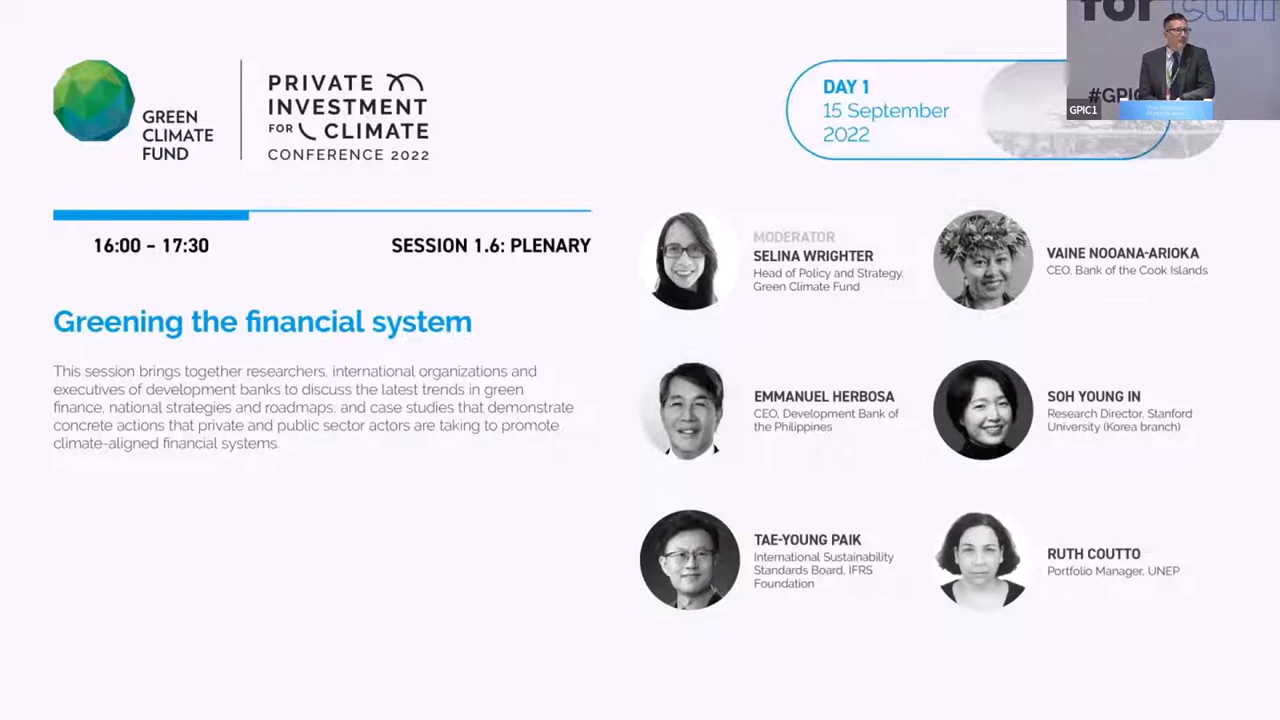 GREEN
CLIMATE
FUND
PRIVATE
INVESTMENT
FOR CLIMATE
CONFERENCE 2022
DAY 1
15 September
2022
for clim
#GPIC
GPIC1
16:00 – 17:30
SESSION 1.6: PLENARY
Greening the financial system
This session brings together researchers, international organizations and
executives of development banks to discuss the latest trends in green
finance, national strategies and roadmaps, and case studies that demonstrate
concrete actions that private and public sector actors are taking to promote
climate-aligned financial systems.
MODERATOR
SELINA WRIGHTER
Head of Policy and Strategy,
Green Climate Fund
VAINE NOOANA-ARIOKA
CEO, Bank of the Cook Islands
EMMANUEL HERBOSA
CEO, Development Bank of
the Philippines
SOH YOUNG IN
Research Director, Stanford
University (Korea branch)
TAE-YOUNG PAIK
International Sustainability
Standards Board, IFRS
Foundation
RUTH COUTTO
Portfolio Manager, UNEP